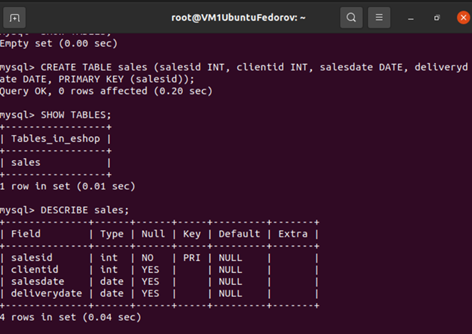 root@VM1UbuntuFedorov: ~
mysql> SHOW TABLES;
Empty set (0.00 sec)
mysql> CREATE TABLE sales (salesid INT, clientid INT, salesdate DATE, deliveryd
ate DATE, PRIMARY KEY (salesid));
Query OK, 0 rows affected (0.20 sec)
mysql> SHOW TABLES;
+-----------------+
| Tables_in_eshop |
+-----------------+
| sales           |
+-----------------+
1 row in set (0.01 sec)
mysql> DESCRIBE sales;
+--------------+------+------+-----+---------+-------+
| Field        | Type | Null | Key | Default | Extra |
+--------------+------+------+-----+---------+-------+
| salesid      | int  | NO   | PRI | NULL    |       |
| clientid     | int  | YES  |     | NULL    |       |
| salesdate    | date | YES  |     | NULL    |       |
| deliverydate | date | YES  |     | NULL    |       |
+--------------+------+------+-----+---------+-------+
4 rows in set (0.04 sec)